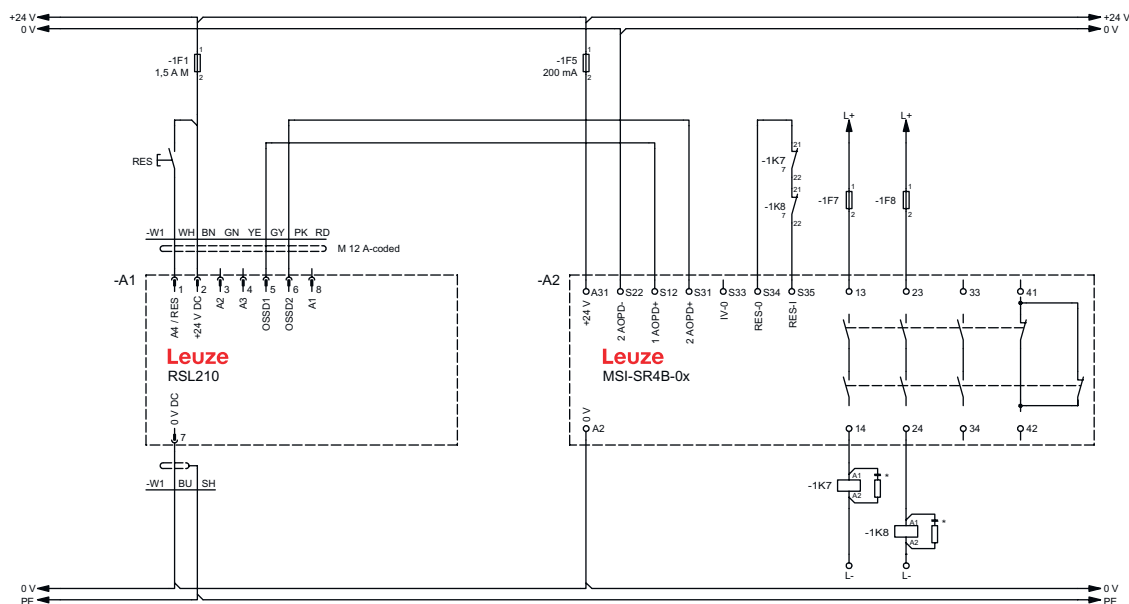 +24 V +24 V
0 V 0 V
-1F1 1 2
1,5 A M
-1F5 1 2
200 mA
L+ L+
RES
21
-1K7
7 22
21
-1K8
7 22
-1F7 1 2
-1F8 1 2
-W1 WH BN GN YE GY PK RD
M 12 A-coded
-A1
1 2 3 4 5 6 8
A4 / RES
+24 V DC
A2
A3
OSSD1
OSSD2
A1
Leuze
RSL210
0 V DC
7
-W1 BU SH
-A2
A31 S22 S12 S31 S33 S34 S35 13 23 33 41
+24 V
2 AOPD-
1 AOPD+
2 AOPD+
IV-0
RES-0
RES-I
Leuze
MSI-SR4B-0x
0 V
A2 14 24 34 42
-1K7 A1 A2 *
-1K8 A1 A2 *
L- L-
0 V 0 V
PE PE